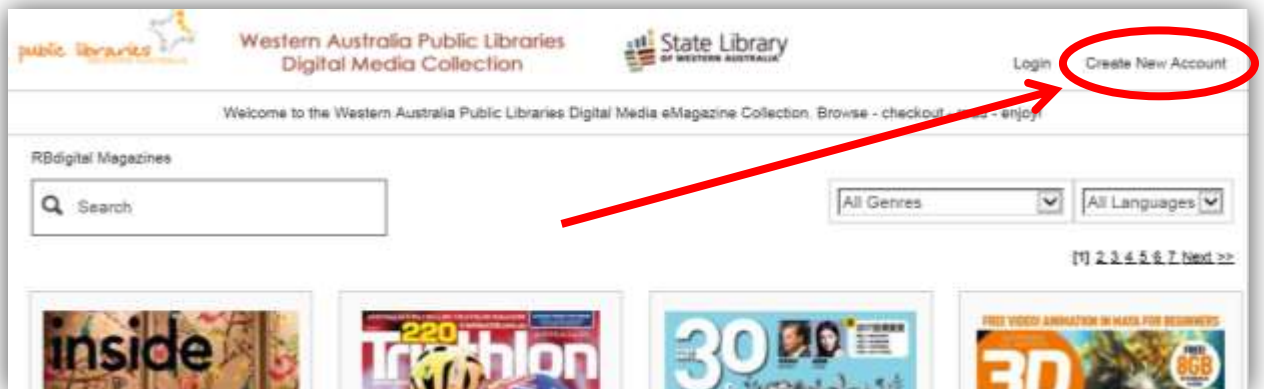 public libraries
Western Australia Public Libraries
Digital Media Collection
State Library
OF WESTERN AUSTRALIA
Login
Create New Account
Welcome to the Western Australia Public Libraries Digital Media eMagazine Collection. Browse - checkout - read - enjoy!
RBdigital Magazines
Search
All Genres
All Languages
[1] 2 3 4 5 6 7 Next >>
inside
220
Triathlon
30
FREE VIDEO! ANIMATION IN MAYA FOR BEGINNERS
3D
FREE!
8GB